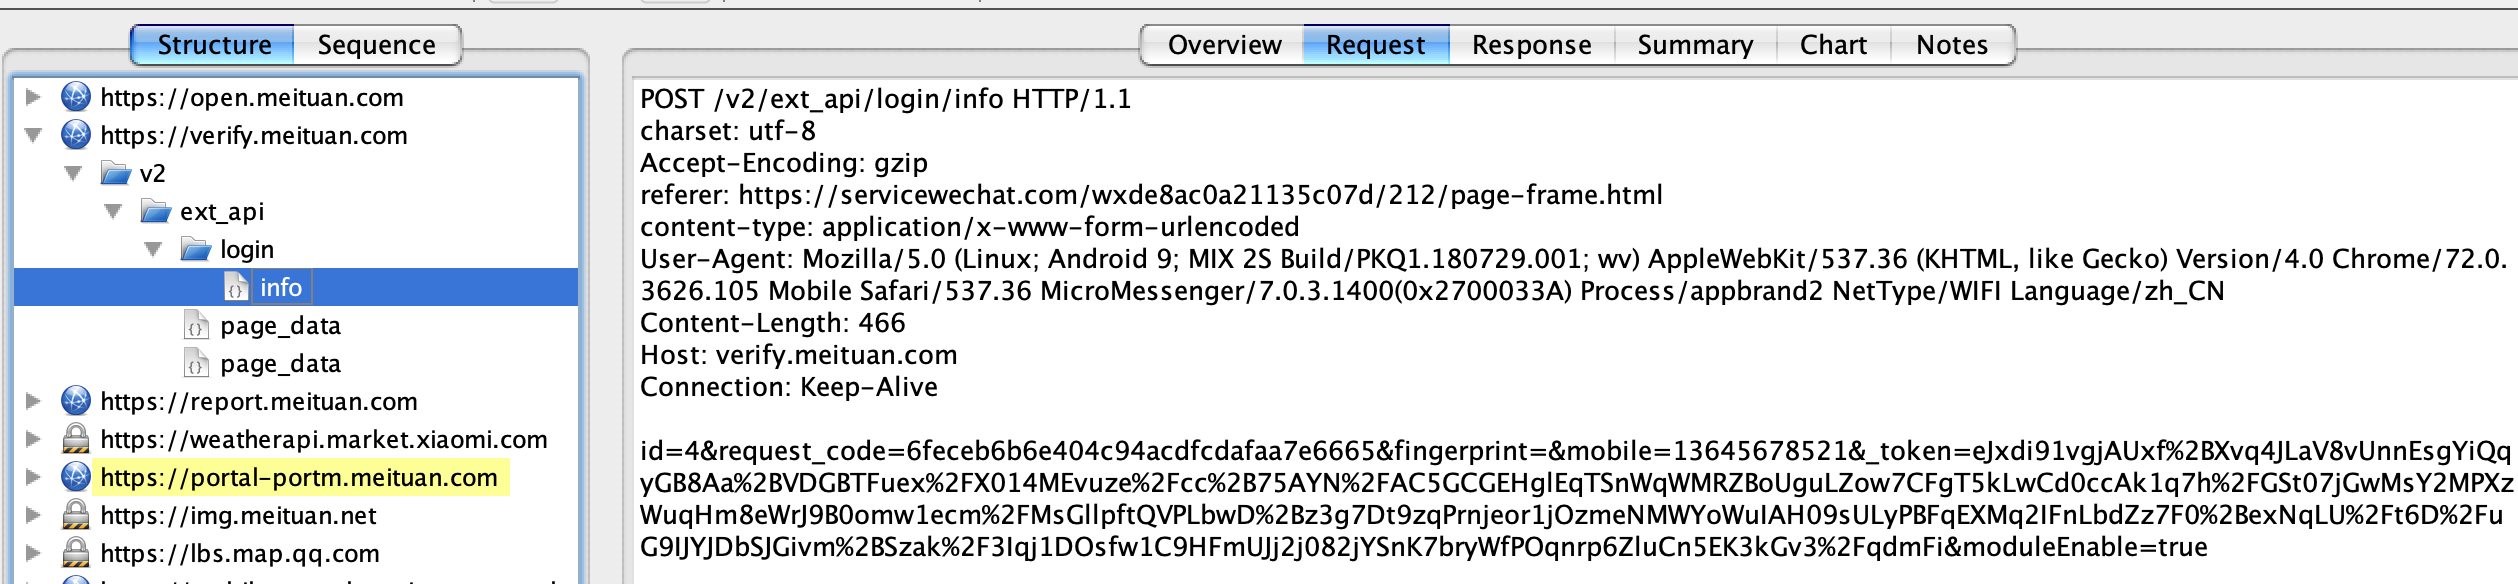 Structure Sequence
https://open.meituan.com
https://verify.meituan.com
v2
ext_api
login
info
page_data
page_data
https://report.meituan.com
https://weatherapi.market.xiaomi.com
https://portal-portm.meituan.com
https://img.meituan.net
https://lbs.map.qq.com
Overview Request Response Summary Chart Notes
POST /v2/ext_api/login/info HTTP/1.1
charset: utf-8
Accept-Encoding: gzip
referer: https://servicewechat.com/wxde8ac0a21135c07d/212/page-frame.html
content-type: application/x-www-form-urlencoded
User-Agent: Mozilla/5.0 (Linux; Android 9; MIX 2S Build/PKQ1.180729.001; wv) AppleWebKit/537.36 (KHTML, like Gecko) Version/4.0 Chrome/72.0.
3626.105 Mobile Safari/537.36 MicroMessenger/7.0.3.1400(0x2700033A) Process/appbrand2 NetType/WIFI Language/zh_CN
Content-Length: 466
Host: verify.meituan.com
Connection: Keep-Alive
id=4&request_code=6feceb6b6e404c94acdfcdafaa7e6665&fingerprint=&mobile=13645678521&_token=eJxdi91vgjAUxf%2BXvq4JLaV8vUnnEsgYiQq
yGB8Aa%2BVDGBTFuex%2FX014MEvuze%2Fcc%2B75AYN%2FAC5GCGEHglEqTSnWqWMRZBoUguLZow7CFgT5kLwCd0ccAk1q7h%2FGSt07jGwMsY2MPXz
WuqHm8eWrJ9B0omw1ecm%2FMsGllpftQVPLbwD%2Bz3g7Dt9zqPrnjeor1jOzmeNMWYoWuIAH09sULyPBFqEXMq2IFnLbdZz7F0%2BexNqLU%2Ft6D%2Fu
G9IJYJDbSJGivm%2BSzak%2F3Iqj1DOsfw1C9HFmUJj2j082jYSnK7bryWfPOqnrp6ZluCn5EK3kGv3%2FqdmFi&moduleEnable=true